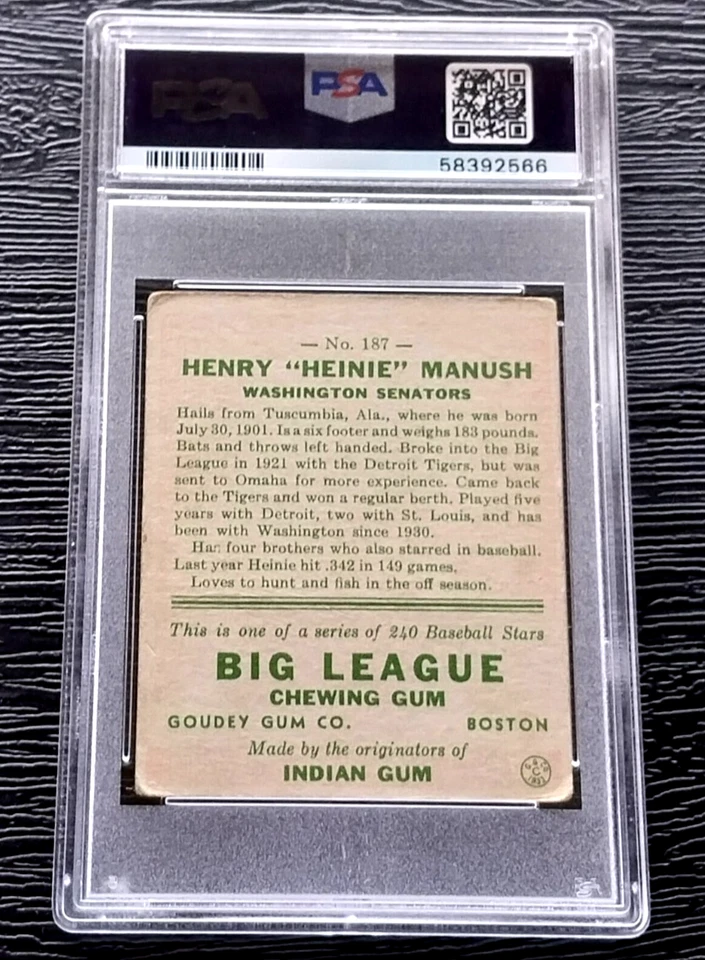 PSA
PSA
58392566
— No. 187 —
HENRY "HEINIE" MANUSH
WASHINGTON SENATORS
Hails from Tuscumbia, Ala., where he was born
July 30, 1901. Is a six footer and weighs 183 pounds.
Bats and throws left handed. Broke into the Big
League in 1921 with the Detroit Tigers, but was
sent to Omaha for more experience. Came back
to the Tigers and won a regular berth. Played five
years with Detroit, two with St. Louis, and has
been with Washington since 1930.
Has four brothers who also starred in baseball.
Last year Heinie hit .342 in 149 games.
Loves to hunt and fish in the off season.
This is one of a series of 240 Baseball Stars
BIG LEAGUE
CHEWING GUM
GOUDEY GUM CO. BOSTON
Made by the originators of
INDIAN GUM